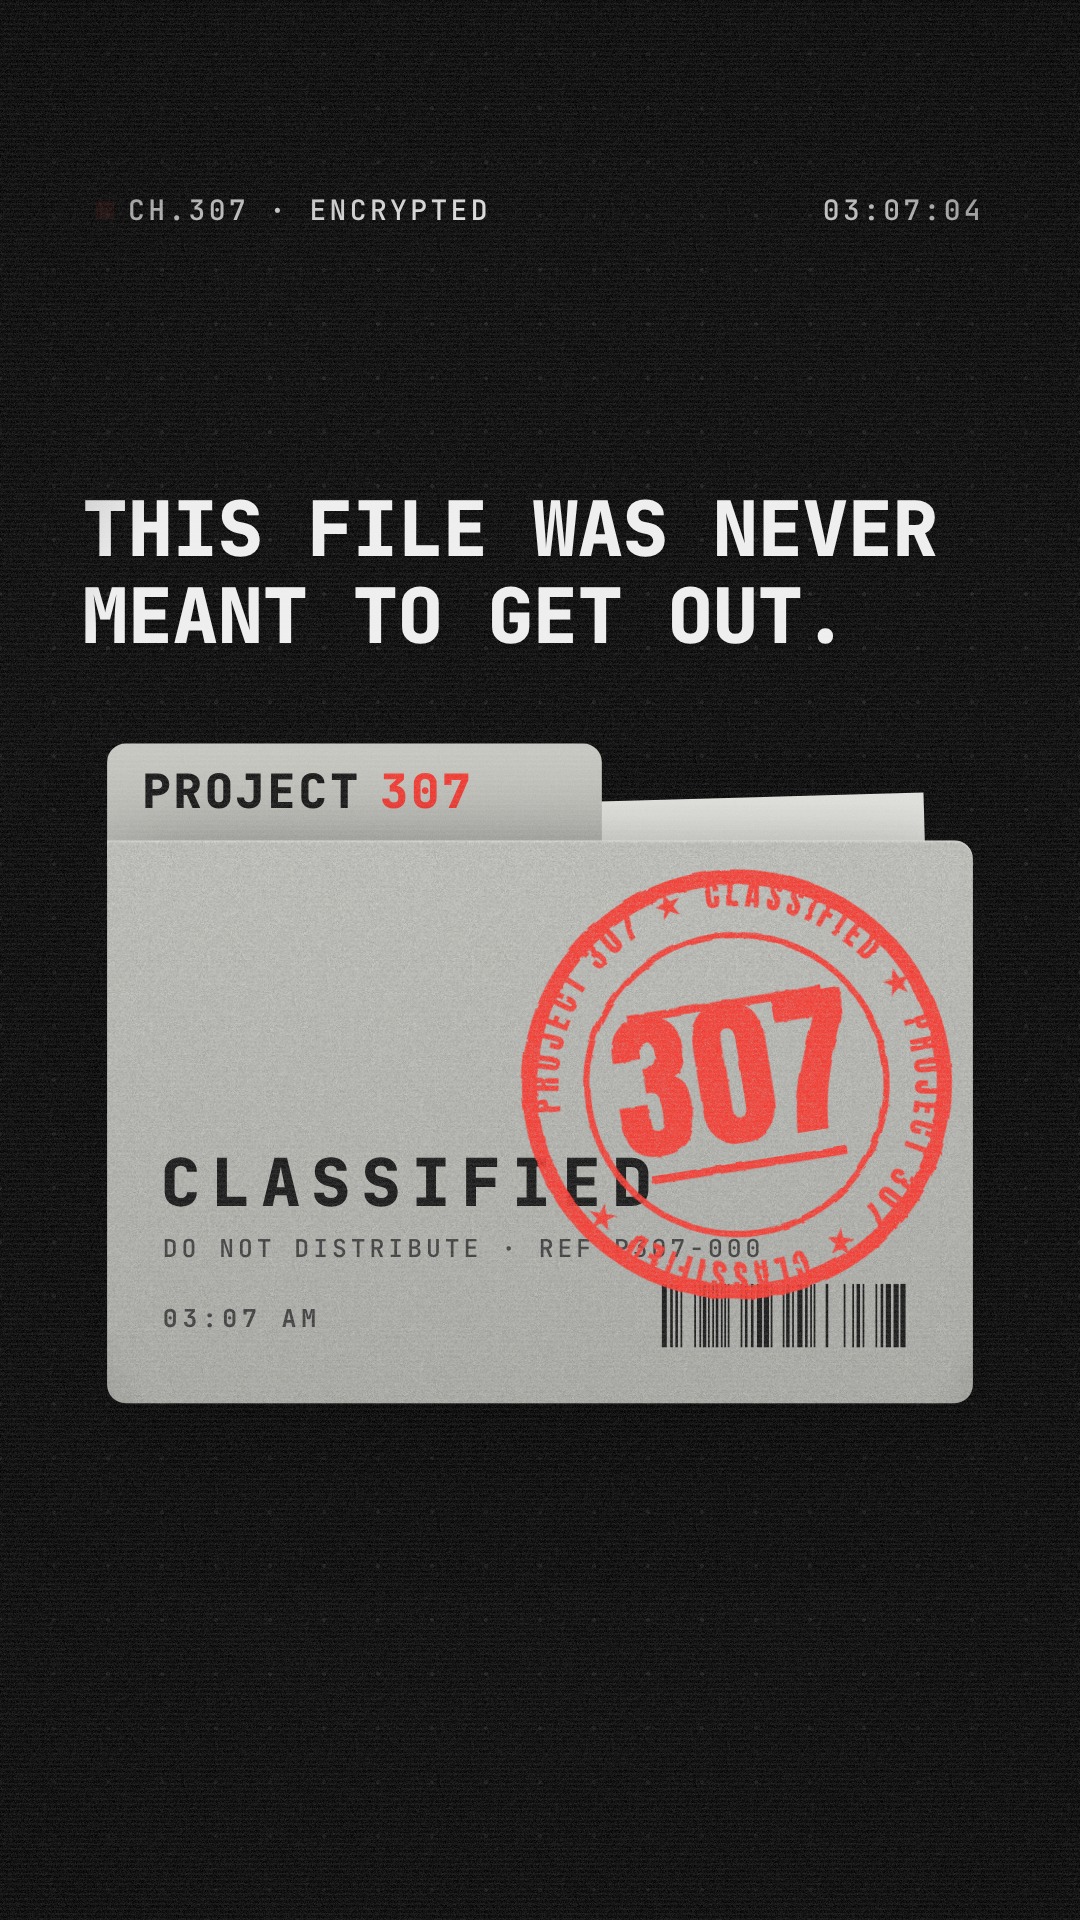 CH.307 · ENCRYPTED
03:07:04
THIS FILE WAS NEVER
MEANT TO GET OUT.
PROJECT 307
PROJECT 307 ★ CLASSIFIED ★ PROJECT 307 ★ CLASSIFIED ★
307
CLASSIFIED
DO NOT DISTRIBUTE · REF P307-000
03:07 AM